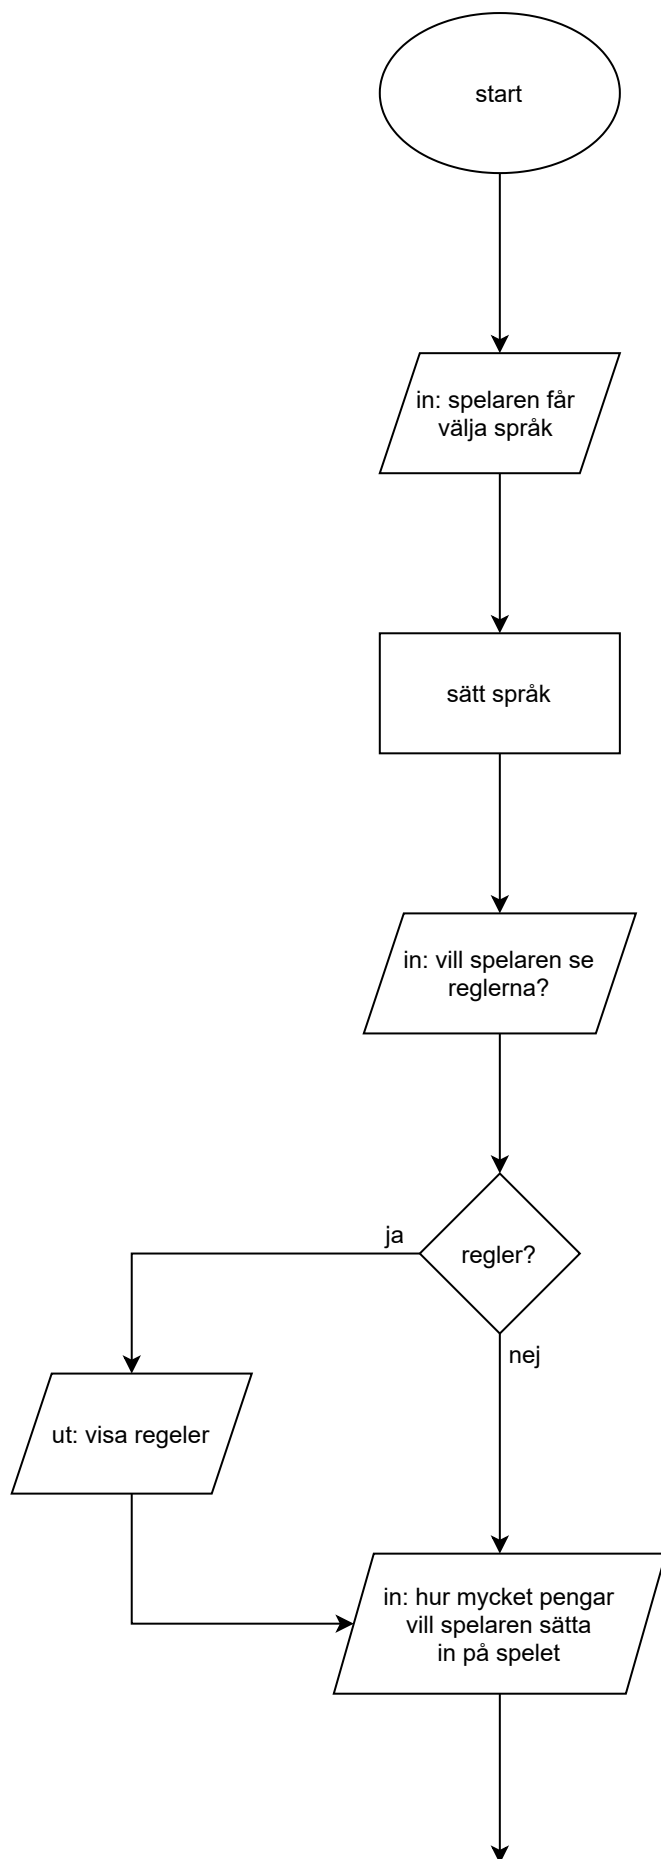 start
in: spelaren får
välja språk
sätt språk
in: vill spelaren se
reglerna?
regler?
ja
nej
ut: visa regeler
in: hur mycket pengar
vill spelaren sätta
in på spelet